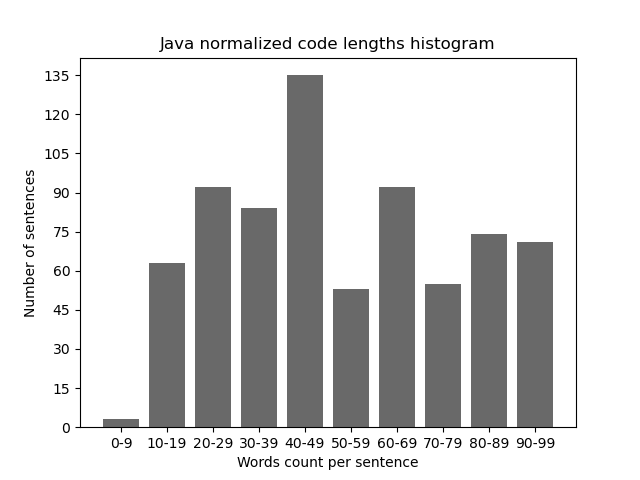 Java normalized code lengths histogram
Number of sentences
135
120
105
90
75
60
45
30
15
0
0-9 10-19 20-29 30-39 40-49 50-59 60-69 70-79 80-89 90-99
Words count per sentence